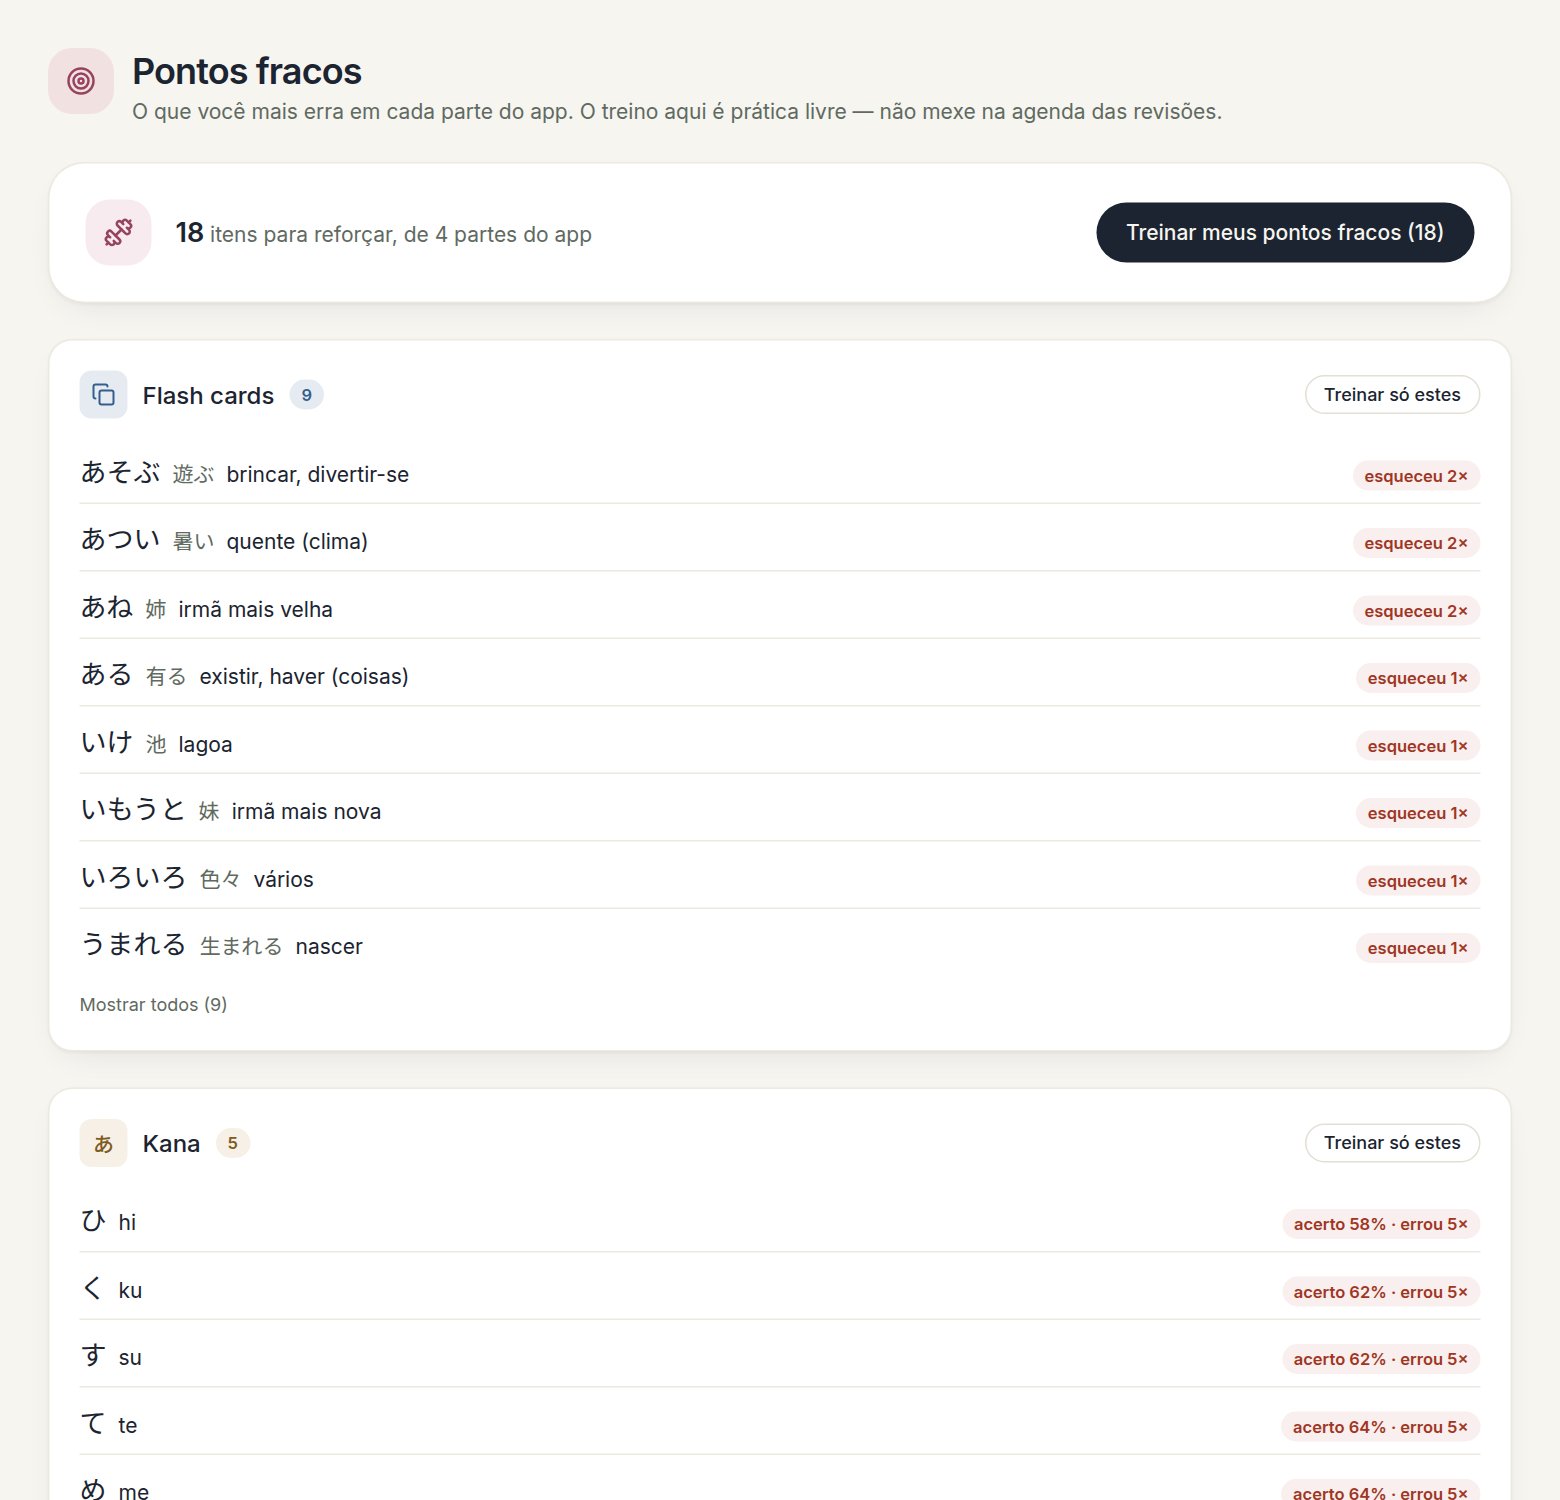 Pontos fracos
O que você mais erra em cada parte do app. O treino aqui é prática livre — não mexe na agenda das revisões.
18 itens para reforçar, de 4 partes do app
Treinar meus pontos fracos (18)
Flash cards 9
Treinar só estes
あそぶ 遊ぶ brincar, divertir-se
esqueceu 2×
あつい 暑い quente (clima)
esqueceu 2×
あね 姉 irmã mais velha
esqueceu 2×
ある 有る existir, haver (coisas)
esqueceu 1×
いけ 池 lagoa
esqueceu 1×
いもうと 妹 irmã mais nova
esqueceu 1×
いろいろ 色々 vários
esqueceu 1×
うまれる 生まれる nascer
esqueceu 1×
Mostrar todos (9)
あ Kana 5
Treinar só estes
ひ hi
acerto 58% · errou 5×
く ku
acerto 62% · errou 5×
す su
acerto 62% · errou 5×
て te
acerto 64% · errou 5×
め me
acerto 64% · errou 5×